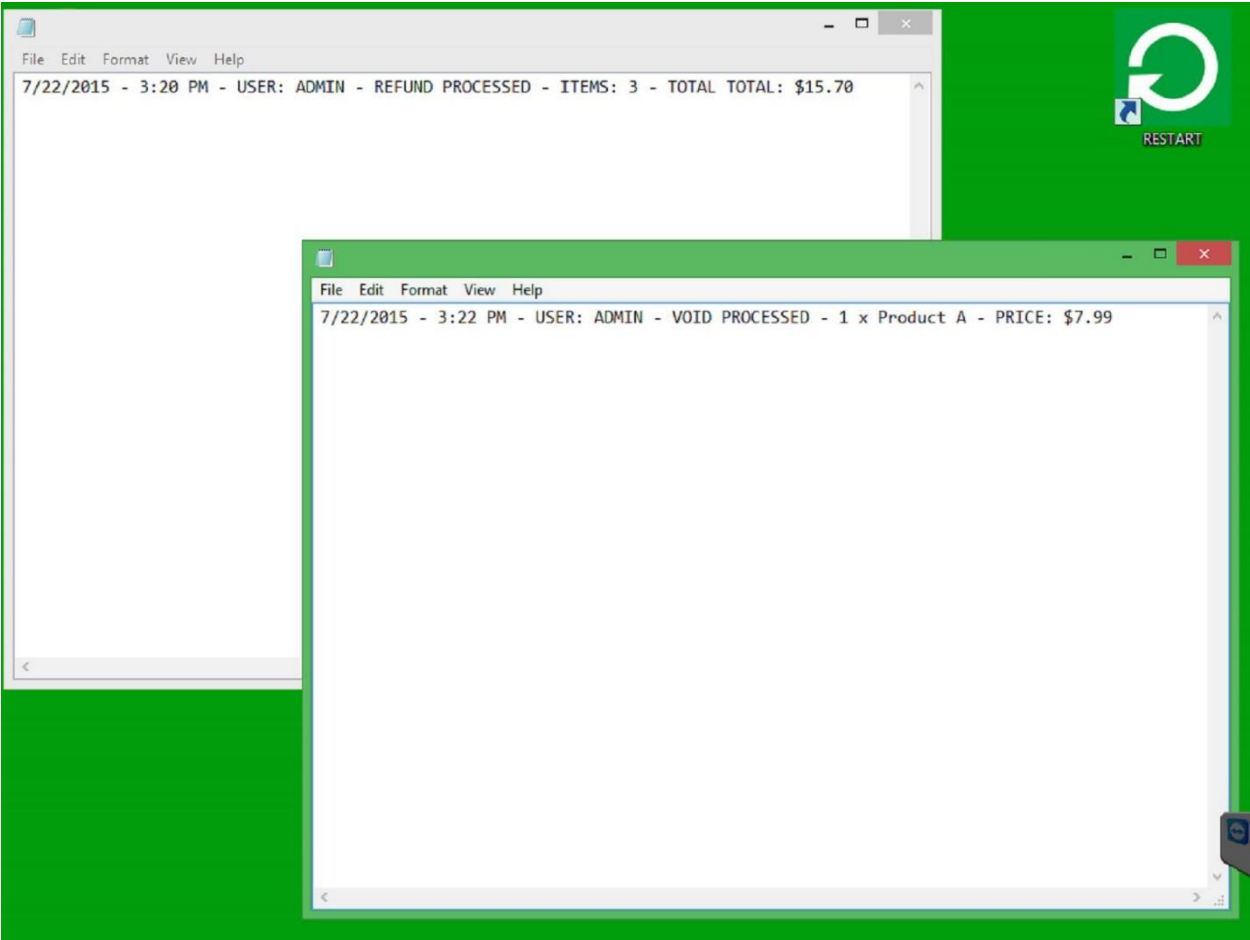 File Edit Format View Help
7/22/2015 - 3:20 PM - USER: ADMIN - REFUND PROCESSED - ITEMS: 3 - TOTAL TOTAL: $15.70
RESTART
File Edit Format View Help
7/22/2015 - 3:22 PM - USER: ADMIN - VOID PROCESSED - 1 x Product A - PRICE: $7.99